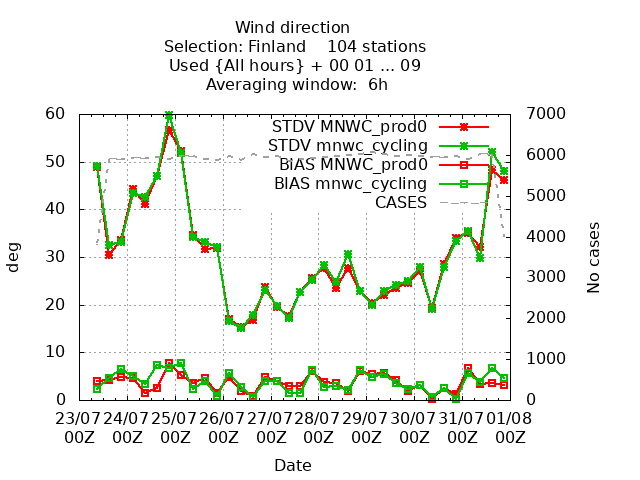 Wind direction
Selection: Finland    104 stations
Used {All hours} + 00 01 ... 09
Averaging window:  6h
60
50
40
30
20
10
0
deg
7000
6000
5000
4000
3000
2000
1000
0
No cases
STDV MNWC_prod0
STDV mnwc_cycling
BIAS MNWC_prod0
BIAS mnwc_cycling
CASES
23/07 24/07 25/07 26/07 27/07 28/07 29/07 30/07 31/07 01/08
00Z 00Z 00Z 00Z 00Z 00Z 00Z 00Z 00Z 00Z
Date